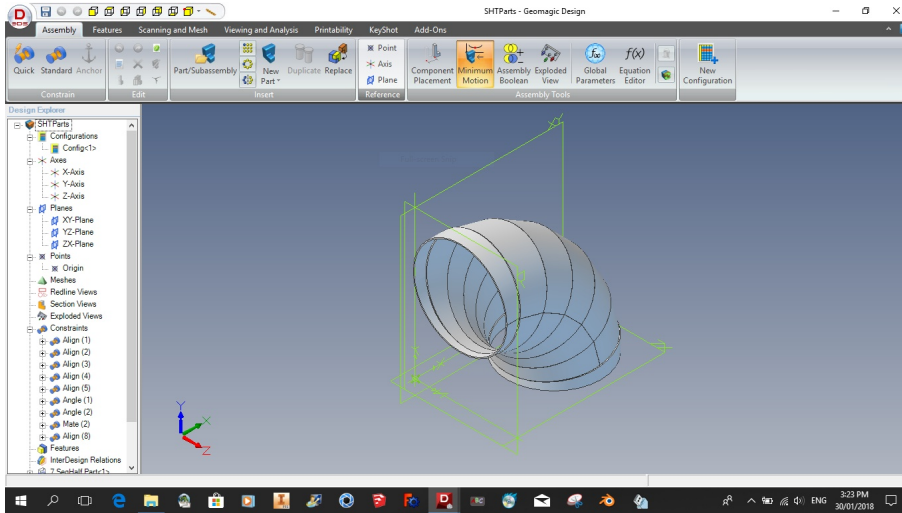 SHTParts - Geomagic Design
Assembly Features Scanning and Mesh Viewing and Analysis Printability KeyShot Add-Ons
Quick Standard Anchor Part/Subassembly New Part Duplicate Replace Point Axis Plane Component Placement Minimum Motion Assembly Boolean Exploded View Global Parameters f(x) Equation Editor New Configuration
Constrain Edit Insert Reference Assembly Tools
Design Explorer
SHTParts
Configurations
Config<1>
Axes
X-Axis
Y-Axis
Z-Axis
Planes
XY-Plane
YZ-Plane
ZX-Plane
Points
Origin
Meshes
Redline Views
Section Views
Exploded Views
Constraints
Align (1)
Align (2)
Align (3)
Align (4)
Align (5)
Angle (1)
Angle (2)
Mate (2)
Align (8)
Features
InterDesign Relations
7 SegHalf Part<1>
Y
X
Z
ENG 3:23 PM
30/01/2018